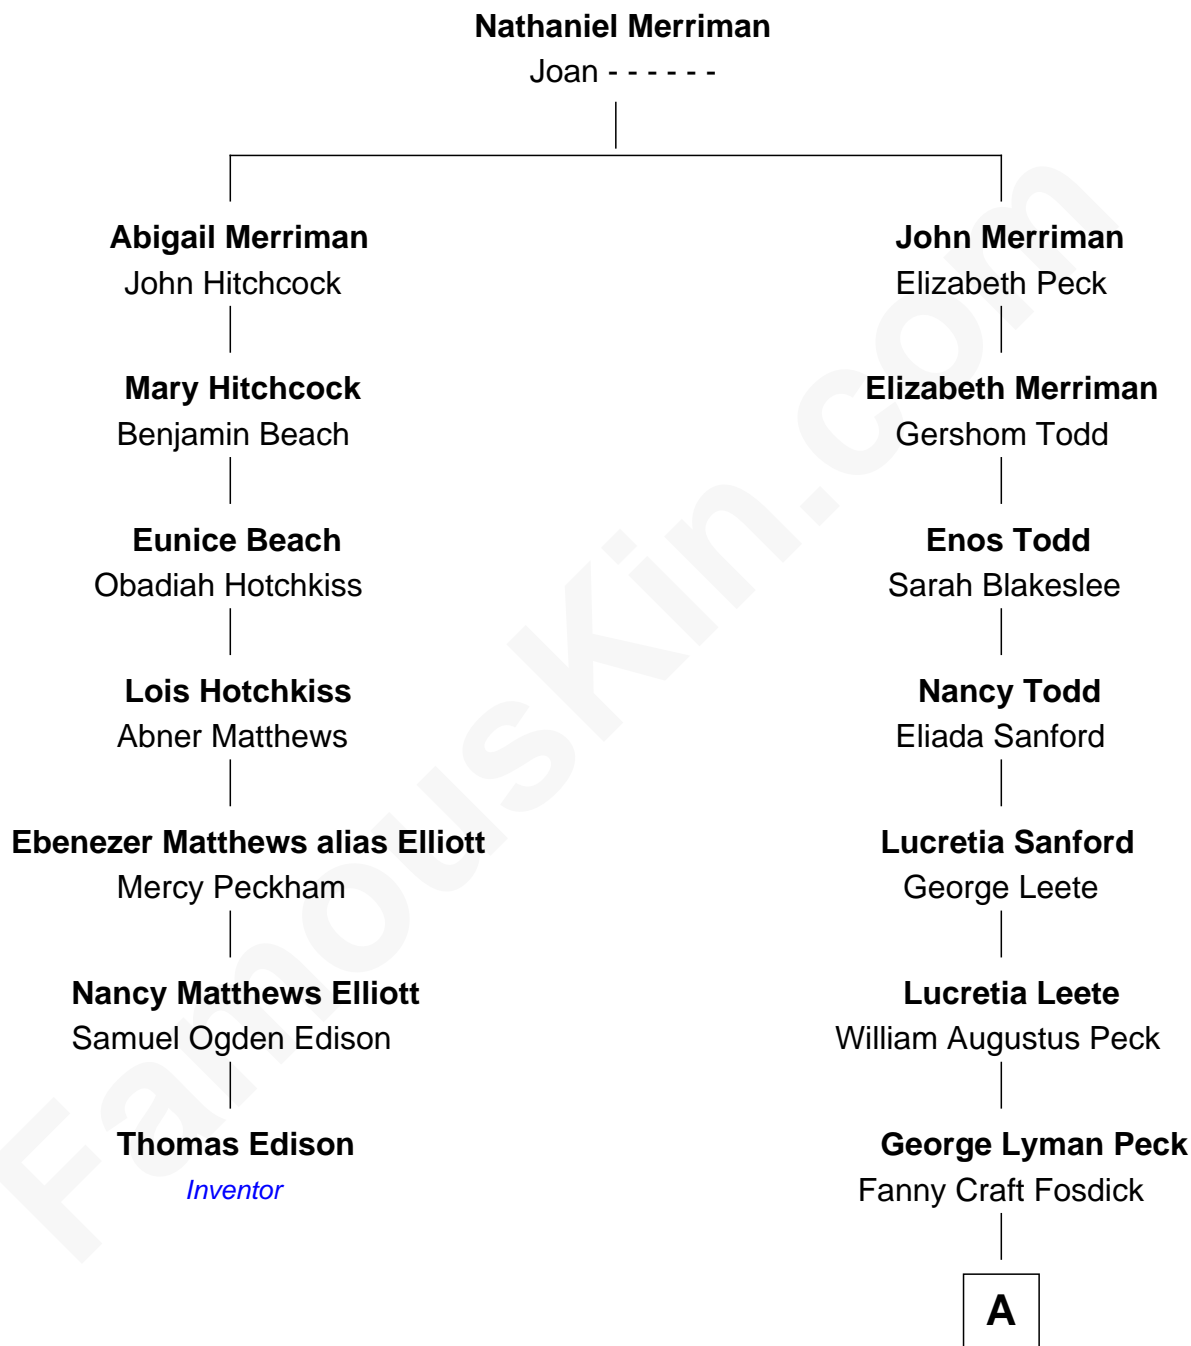 Nathaniel Merriman
Joan - - - - - -
Abigail Merriman
John Hitchcock
John Merriman
Elizabeth Peck
Mary Hitchcock
Benjamin Beach
Elizabeth Merriman
Gershom Todd
Eunice Beach
Obadiah Hotchkiss
Enos Todd
Sarah Blakeslee
Lois Hotchkiss
Abner Matthews
Nancy Todd
Eliada Sanford
Ebenezer Matthews alias Elliott
Mercy Peckham
Lucretia Sanford
George Leete
Nancy Matthews Elliott
Samuel Ogden Edison
Lucretia Leete
William Augustus Peck
Thomas Edison
Inventor
George Lyman Peck
Fanny Craft Fosdick
A
FamousKin.com